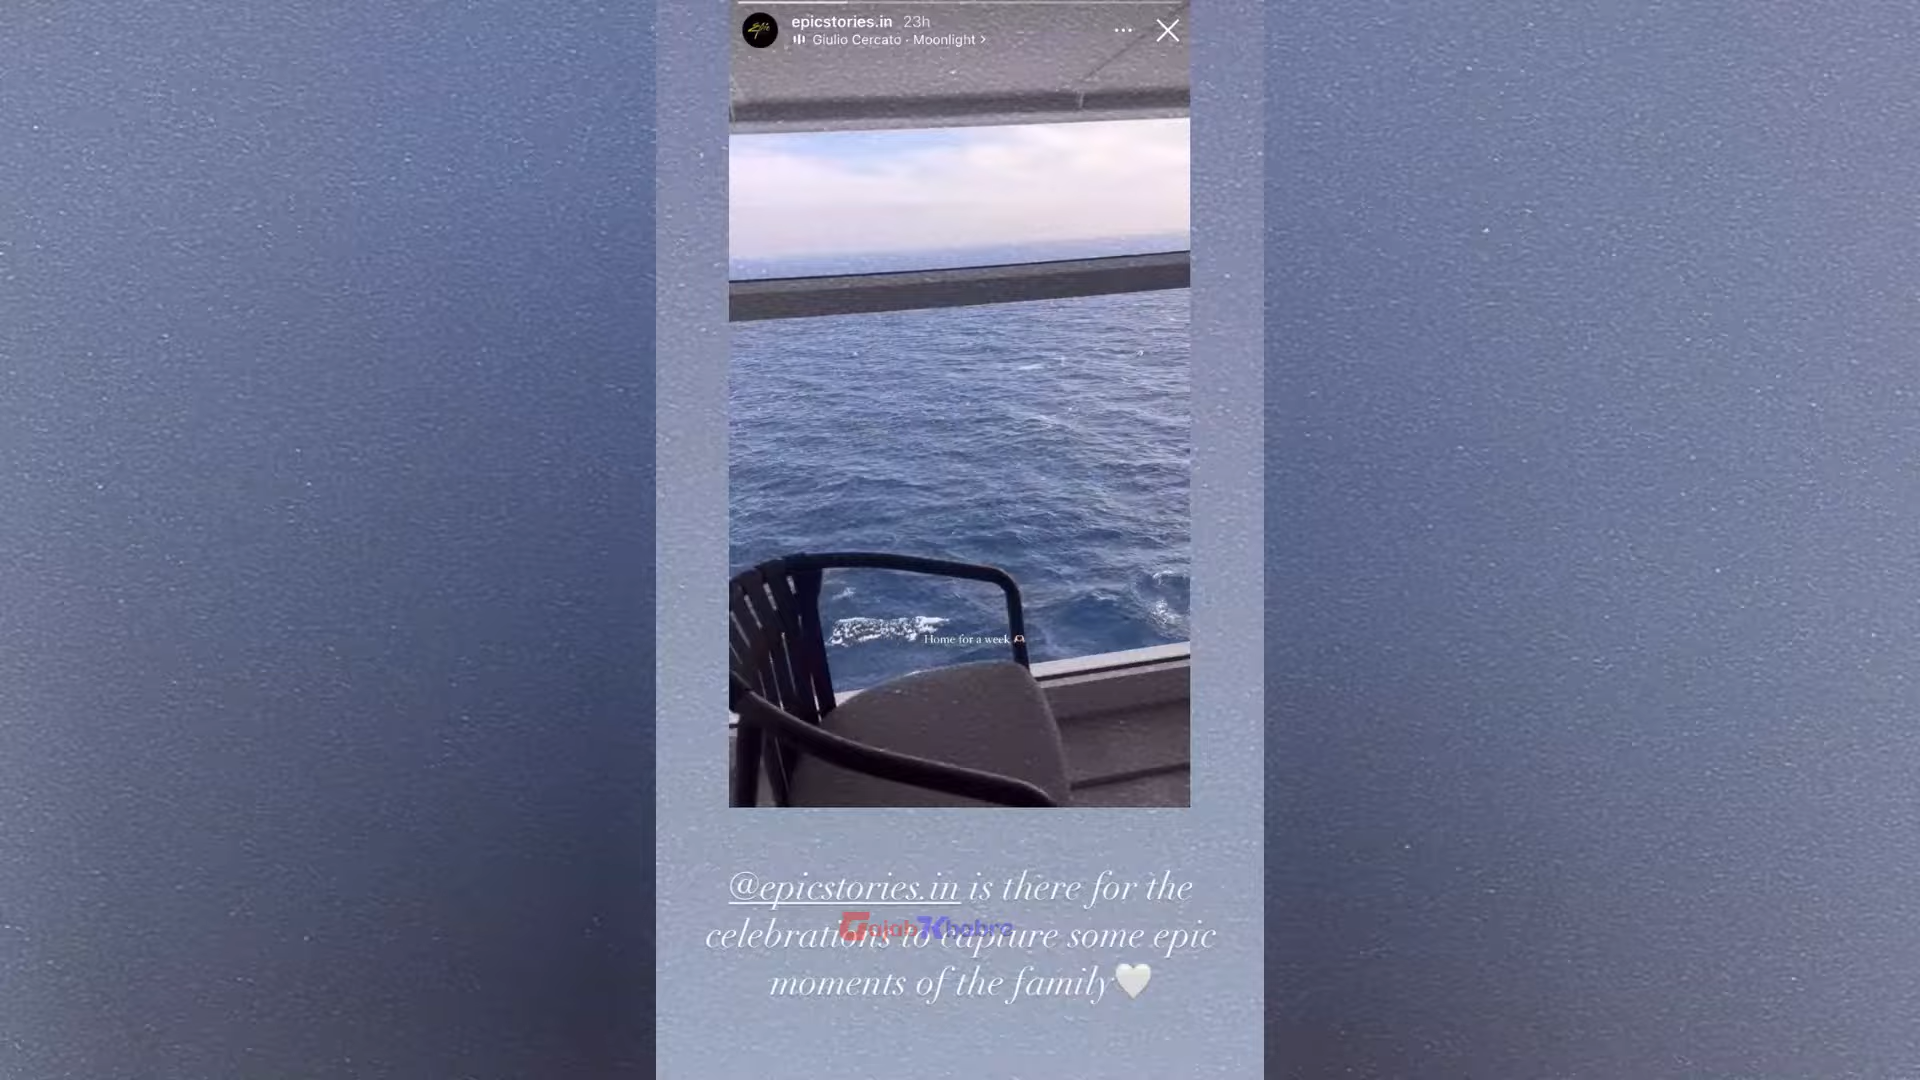 epicstories.in 23h
Giulio Cercato · Moonlight >
Home for a week 🫶🏻
@epicstories.in is there for the
celebrations to capture some epic
moments of the family🤍
GajabKhabre